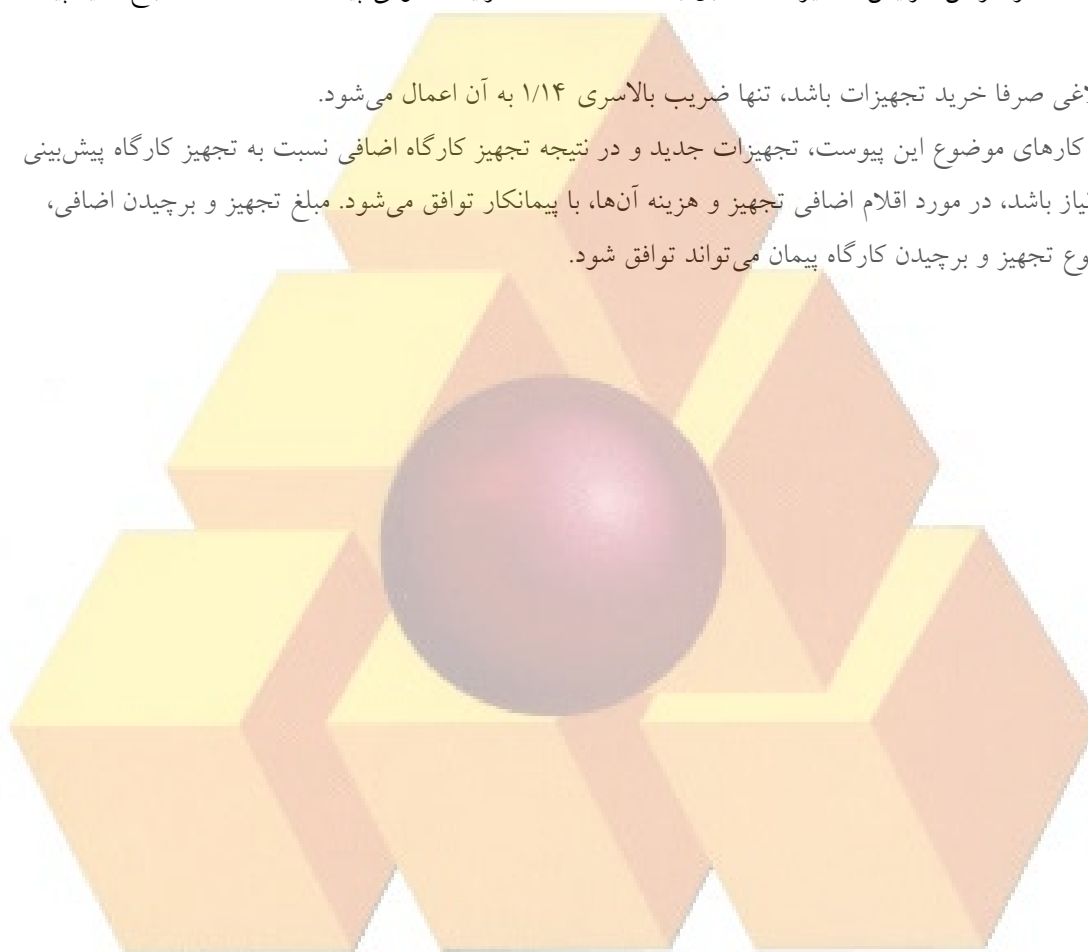 صرفا خرید تجهیزات باشد، تنها ضریب بالاسری ۱/۱۴ به آن اعمال می‌شود.
کارهای موضوع این پیوست، تجهیزات جدید و در نتیجه تجهیز کارگاه اضافی نسبت به تجهیز کارگاه پیش‌بینی
باشد، در مورد اقلام اضافی تجهیز و هزینه آن‌ها، با پیمانکار توافق می‌شود. مبلغ تجهیز و برچیدن اضافی،
تجهیز و برچیدن کارگاه پیمان می‌تواند توافق شود.